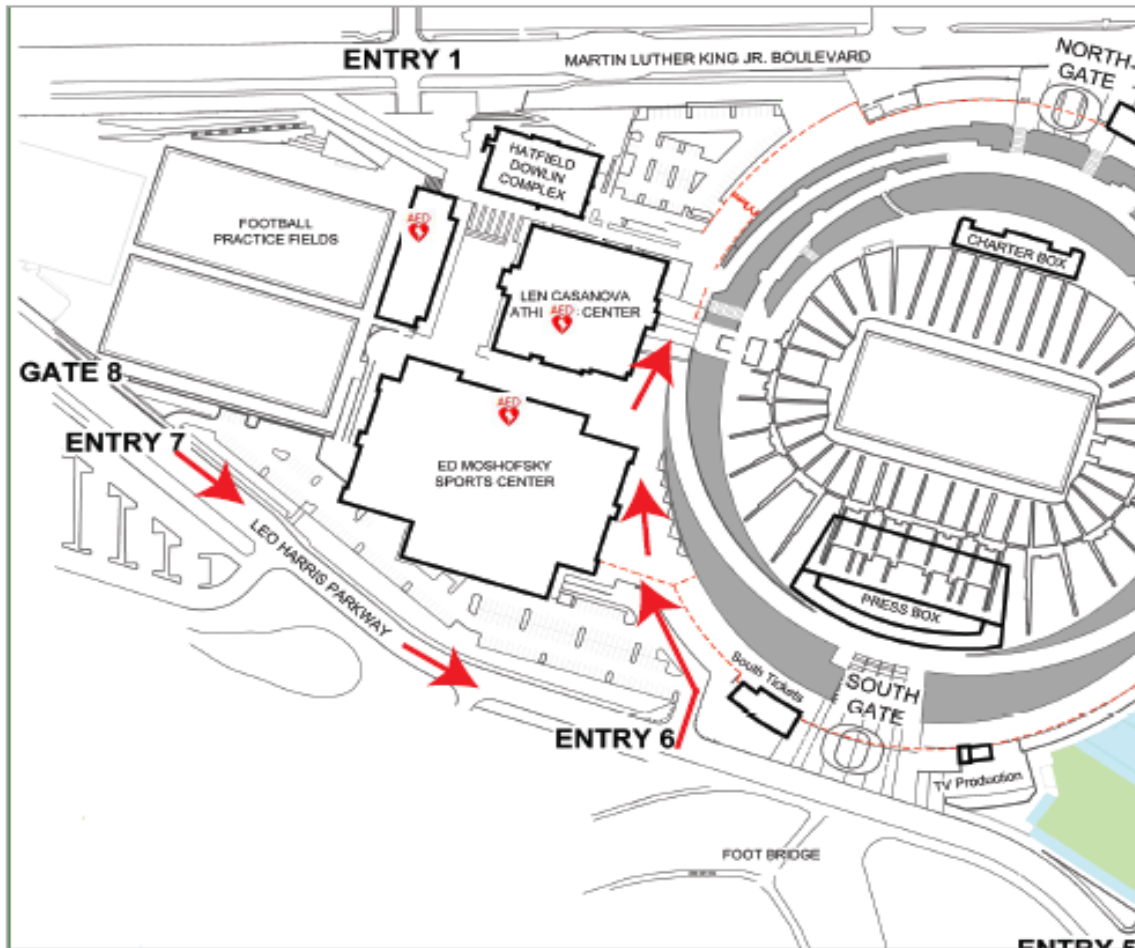 ENTRY 1
MARTIN LUTHER KING JR. BOULEVARD
NORTH
GATE
HATFIELD
DOWLIN
COMPLEX
AED
FOOTBALL
PRACTICE FIELDS
CHARTER BOX
LEN CASANOVA
ATH AED CENTER
GATE 8
AED
ENTRY 7
ED MOSHOFSKY
SPORTS CENTER
LEO HARRIS PARKWAY
PRESS BOX
South Tickets
SOUTH
GATE
ENTRY 6
TV Production
FOOT BRIDGE
ENTRY